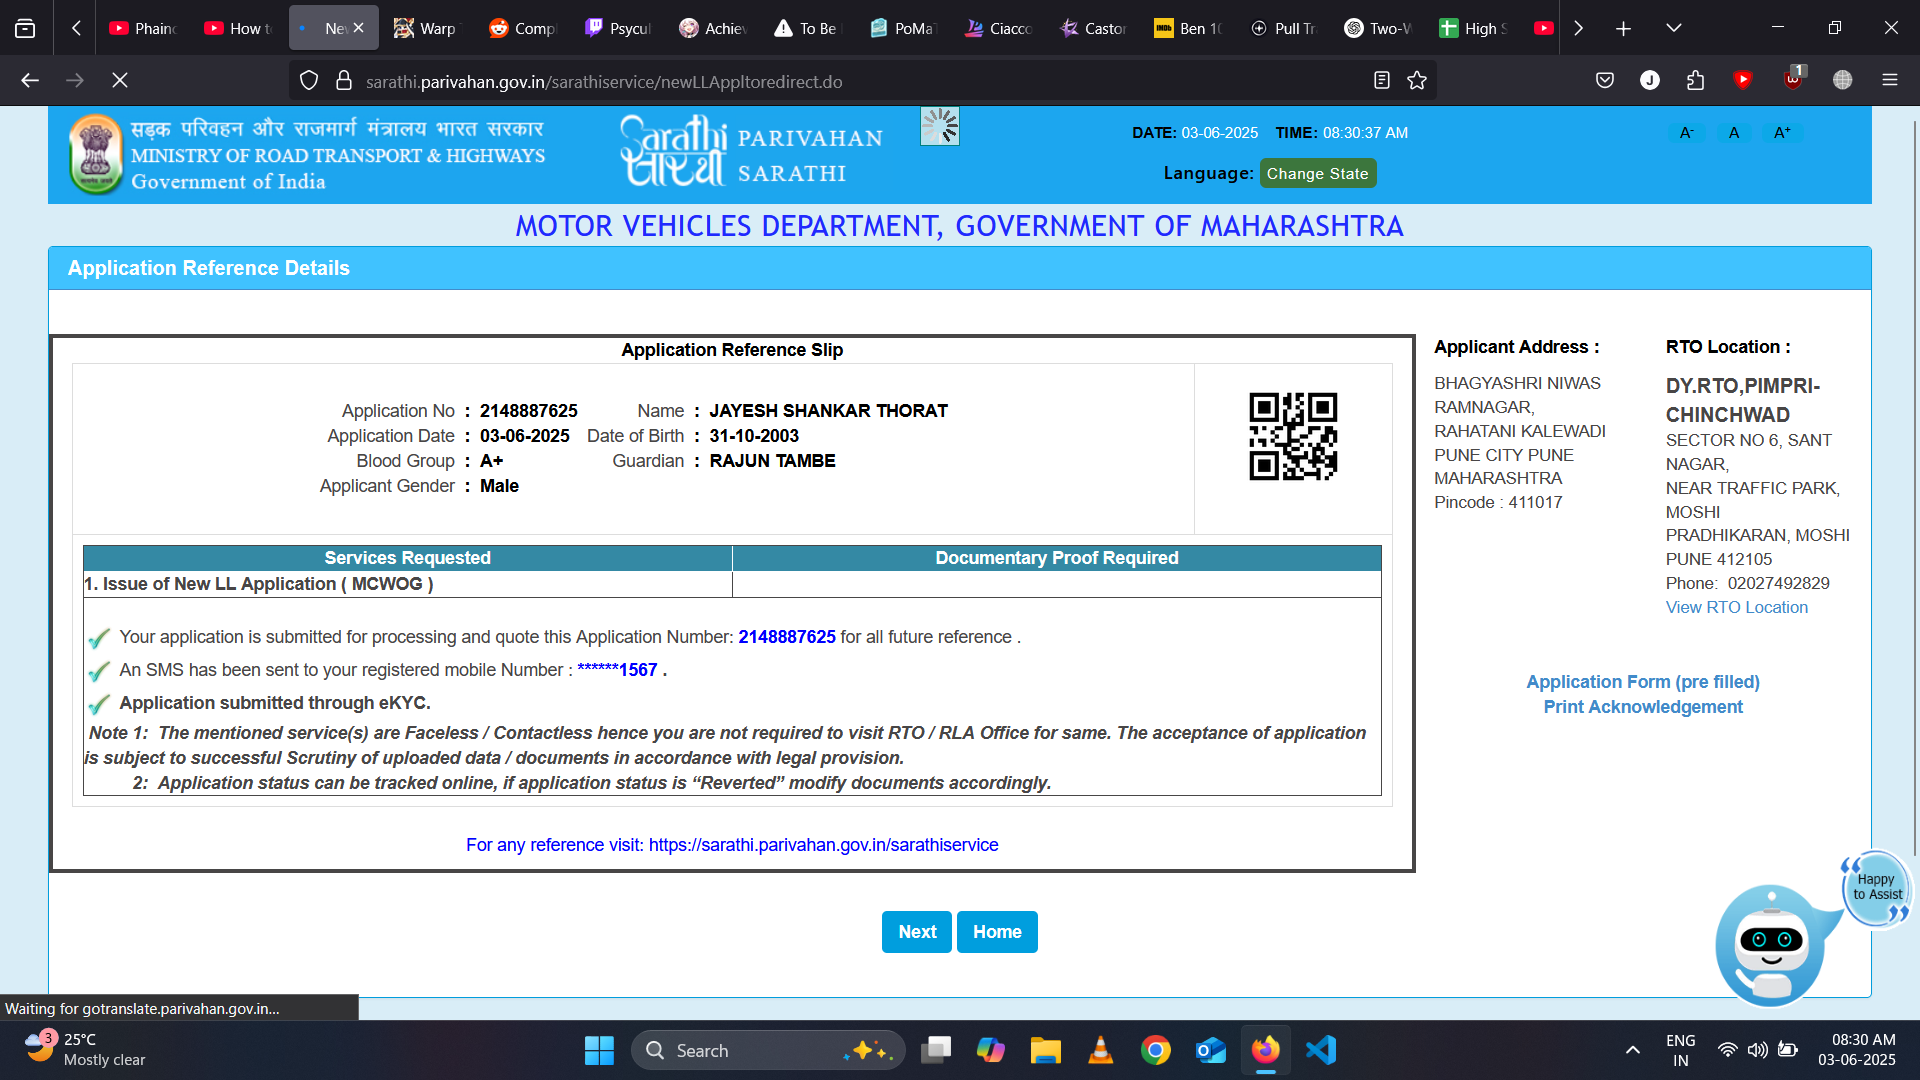 Phainc
How to
Ne
Warp
Comp
Psycul
Achiev
To Be
PoMaT
Ciacco
Castor
IMDb
Ben 10
Pull Tr
Two-W
High S
sarathi.parivahan.gov.in/sarathiservice/newLLAppltoredirect.do
J
1
सड़क परिवहन और राजमार्ग मंत्रालय भारत सरकार
MINISTRY OF ROAD TRANSPORT & HIGHWAYS
Government of India
Sarathi
सारथी
PARIVAHAN
SARATHI
DATE: 03-06-2025 TIME: 08:30:37 AM
Language: Change State
A- A A+
MOTOR VEHICLES DEPARTMENT, GOVERNMENT OF MAHARASHTRA
Application Reference Details
Application Reference Slip
Application No : 2148887625 Name : JAYESH SHANKAR THORAT
Application Date : 03-06-2025 Date of Birth : 31-10-2003
Blood Group : A+ Guardian : RAJUN TAMBE
Applicant Gender : Male
Services Requested Documentary Proof Required
1. Issue of New LL Application ( MCWOG )
Your application is submitted for processing and quote this Application Number: 2148887625 for all future reference .
An SMS has been sent to your registered mobile Number : ******1567 .
Application submitted through eKYC.
Note 1: The mentioned service(s) are Faceless / Contactless hence you are not required to visit RTO / RLA Office for same. The acceptance of application
is subject to successful Scrutiny of uploaded data / documents in accordance with legal provision.
2: Application status can be tracked online, if application status is “Reverted” modify documents accordingly.
For any reference visit: https://sarathi.parivahan.gov.in/sarathiservice
Applicant Address :
BHAGYASHRI NIWAS
RAMNAGAR,
RAHATANI KALEWADI
PUNE CITY PUNE
MAHARASHTRA
Pincode : 411017
RTO Location :
DY.RTO,PIMPRI-
CHINCHWAD
SECTOR NO 6, SANT
NAGAR,
NEAR TRAFFIC PARK,
MOSHI
PRADHIKARAN, MOSHI
PUNE 412105
Phone: 02027492829
View RTO Location
Application Form (pre filled)
Print Acknowledgement
Next Home
Happy
to Assist
Waiting for gotranslate.parivahan.gov.in...
3
25°C
Mostly clear
Search
ENG
IN
08:30 AM
03-06-2025